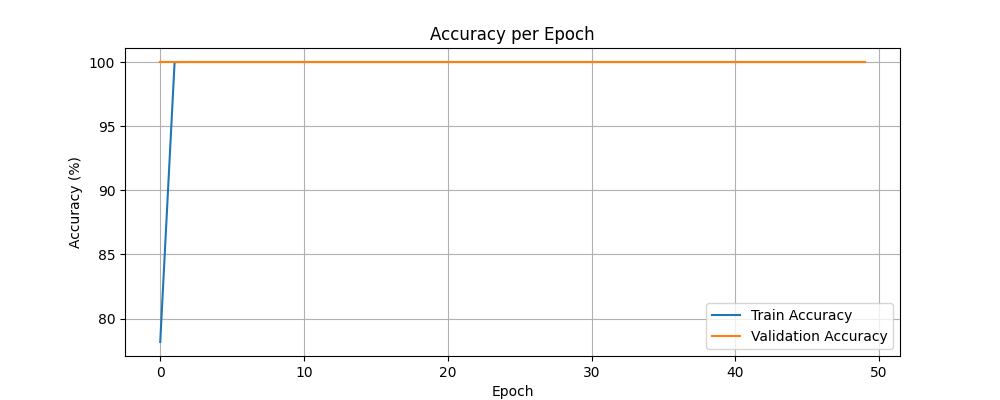 Accuracy per Epoch
Accuracy (%)
100
95
90
85
80
0 10 20 30 40 50
Epoch
Train Accuracy
Validation Accuracy